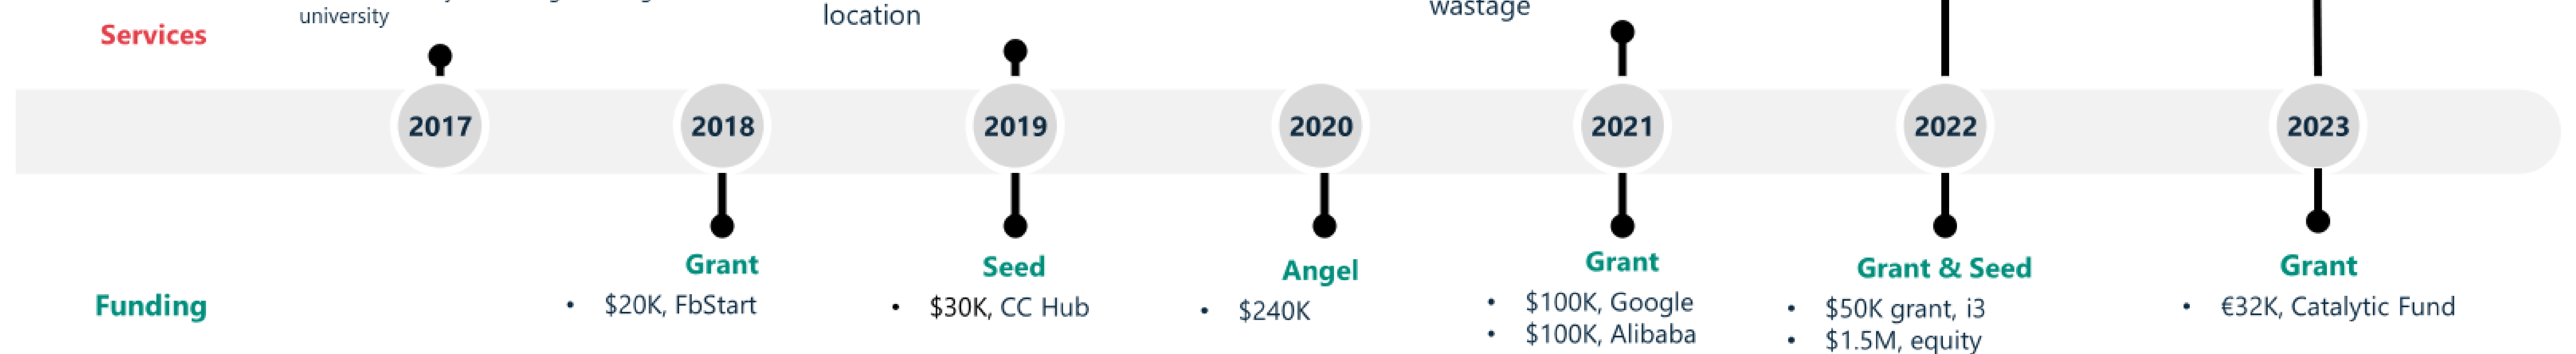 university
location
wastage
Services
2017
2018
2019
2020
2021
2022
2023
Grant
Seed
Angel
Grant
Grant & Seed
Grant
Funding
• $20K, FbStart
• $30K, CC Hub
• $240K
• $100K, Google
• $100K, Alibaba
• $50K grant, i3
• $1.5M, equity
• €32K, Catalytic Fund